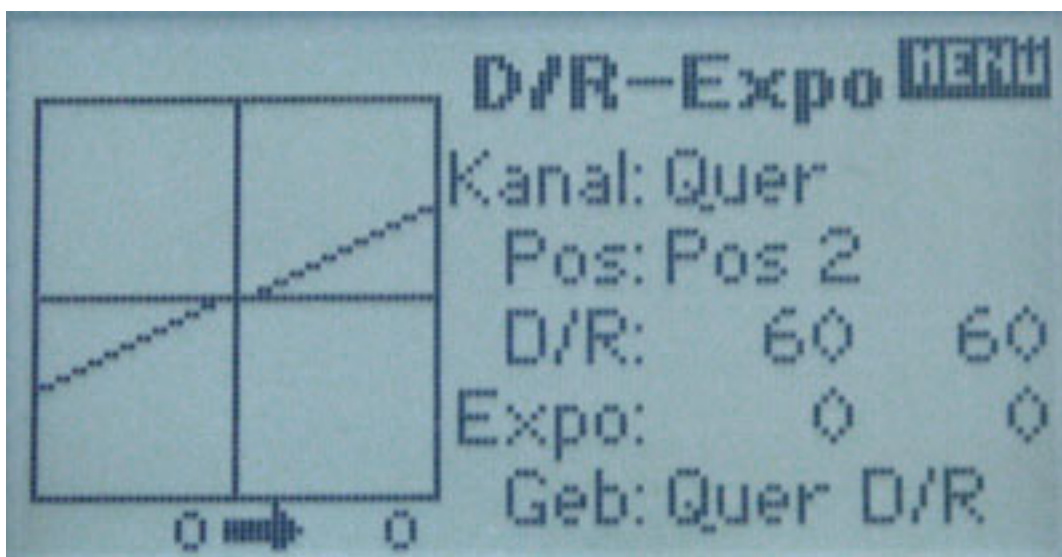 D/R-Expo MENU
Kanal: Quer
Pos: Pos 2
D/R: 60 60
Expo: 0 0
Geb: Quer D/R
0 0